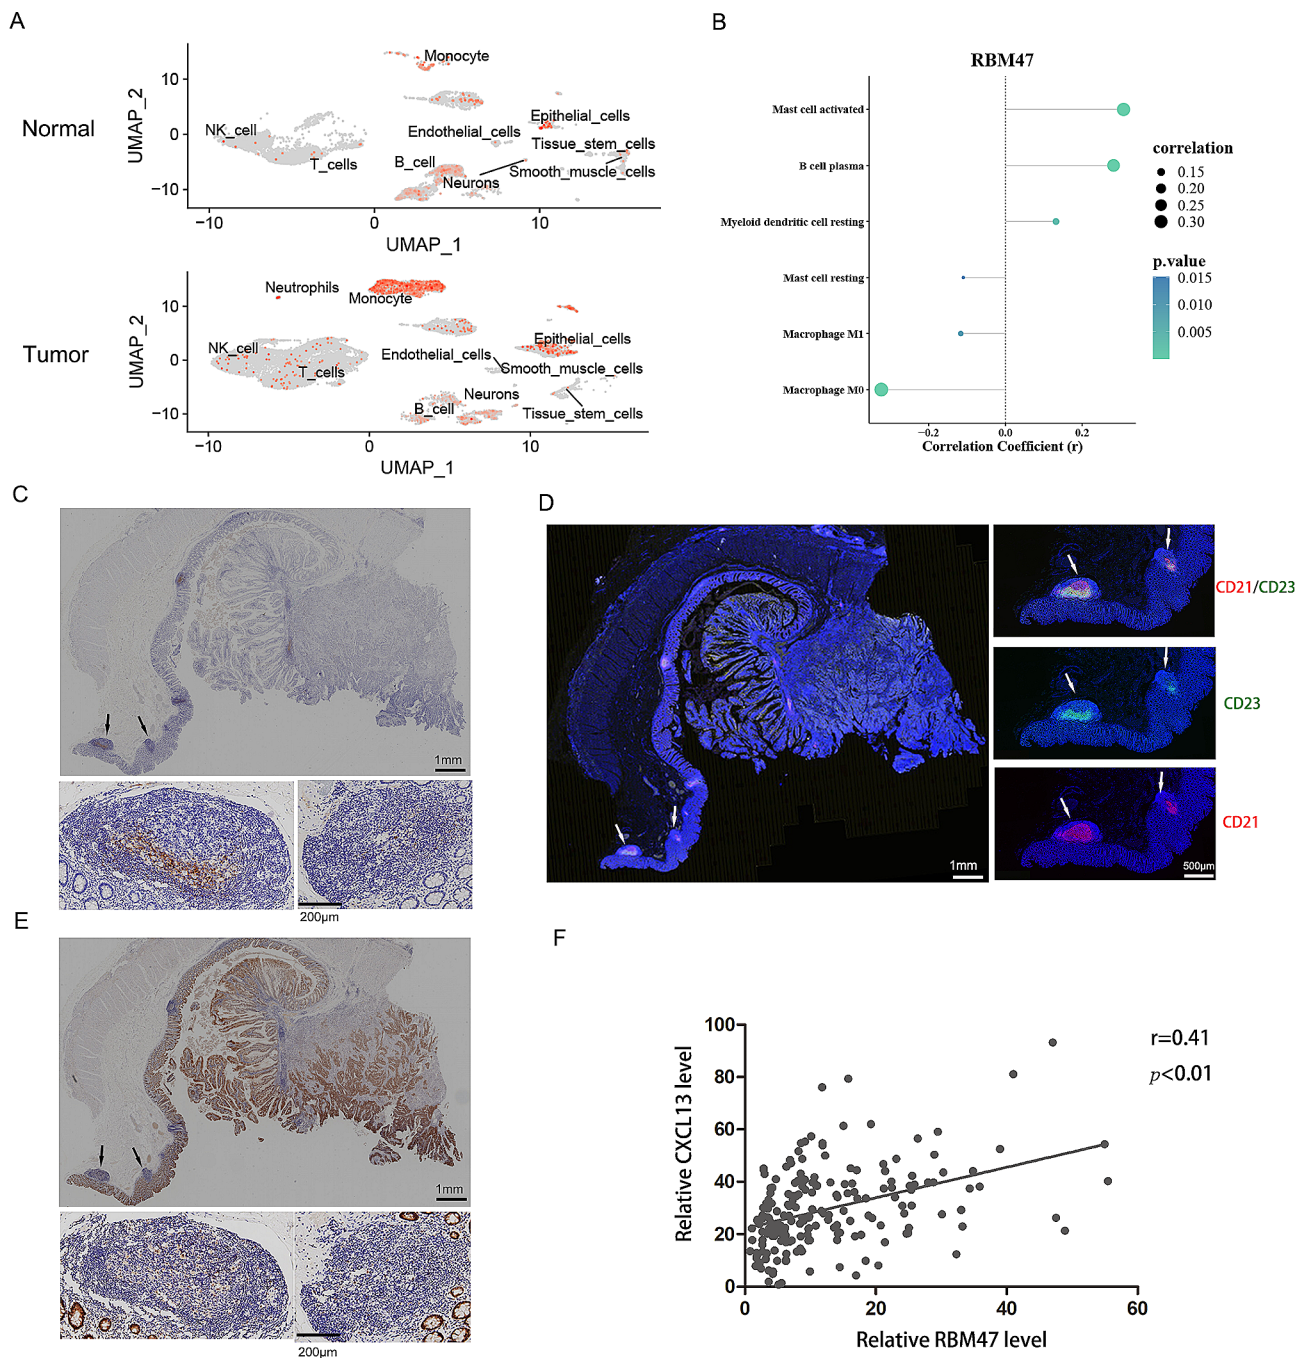 A
Normal
UMAP_2
10
0
−10
Monocyte
NK_cell
T_cells
Epithelial_cells
Endothelial_cells
Tissue_stem_cells
B_cell
Smooth_muscle_cells
Neurons
−10
0
10
UMAP_1
Tumor
UMAP_2
10
0
−10
Neutrophils
Monocyte
NK_cell
T_cells
Epithelial_cells
Endothelial_cells
Smooth_muscle_cells
Neurons
B_cell
Tissue_stem_cells
−10
0
10
UMAP_1
B
RBM47
Mast cell activated
B cell plasma
Myeloid dendritic cell resting
Mast cell resting
Macrophage M1
Macrophage M0
−0.2
0.0
0.2
Correlation Coefficient (r)
correlation
0.15
0.20
0.25
0.30
p.value
0.015
0.010
0.005
C
1mm
200μm
D
1mm
CD21/CD23
CD23
CD21
500μm
E
1mm
200μm
F
Relative CXCL13 level
100
80
60
40
20
0
r=0.41
p<0.01
0
20
40
60
Relative RBM47 level